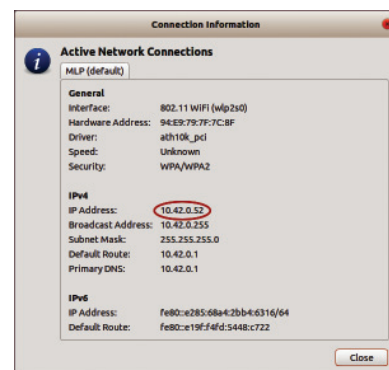 Connection Information
Active Network Connections
MLP (default)
General
Interface: 802.11 WiFi (wlp2s0)
Hardware Address: 94:E9:79:7F:7C:8F
Driver: ath10k_pci
Speed: Unknown
Security: WPA/WPA2
IPv4
IP Address: 10.42.0.52
Broadcast Address: 10.42.0.255
Subnet Mask: 255.255.255.0
Default Route: 10.42.0.1
Primary DNS: 10.42.0.1
IPv6
IP Address: fe80::e285:68a4:2bb4:6316/64
Default Route: fe80::e19f:f4fd:5448:c722
Close